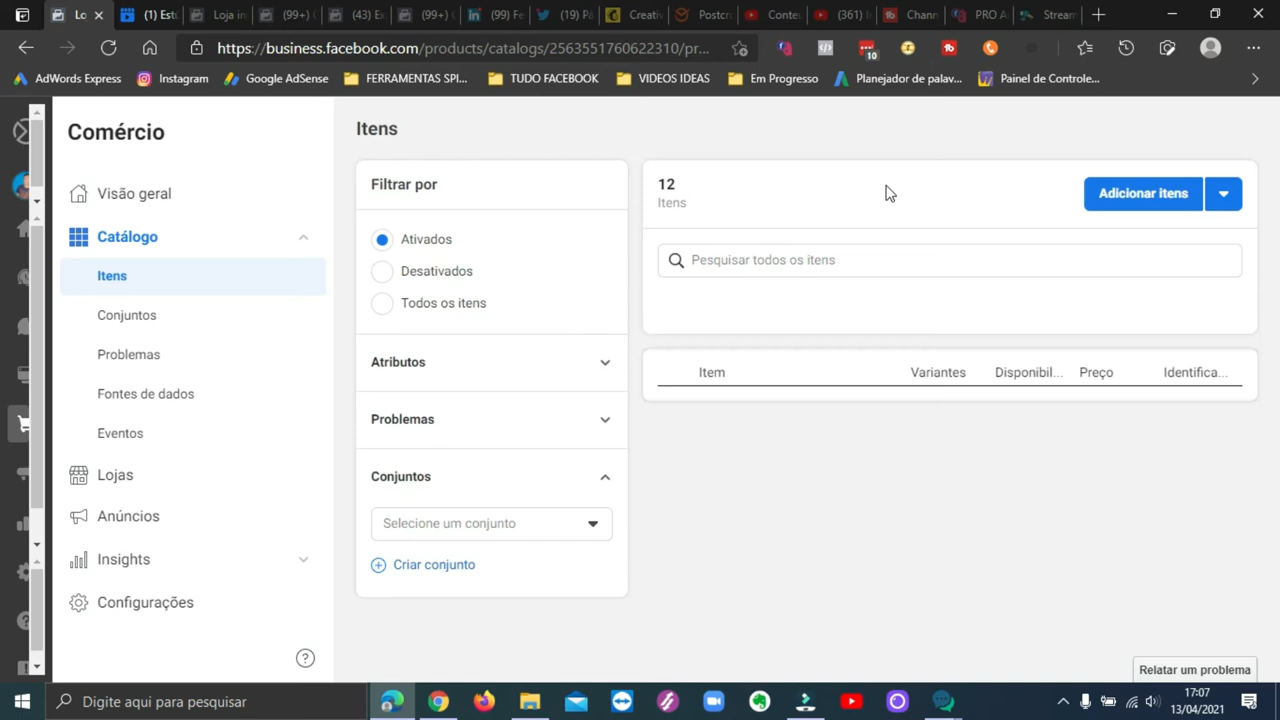 Lo
(1) Estu
Loja in
(99+) C
(43) E
(99+) C
(99) Fe
(19) Pá
Creativ
Postcr
Conteu
(361) I
Chann
PRO A
Stream
https://business.facebook.com/products/catalogs/2563551760622310/pr...
10
AdWords Express
Instagram
Google AdSense
FERRAMENTAS SPI...
TUDO FACEBOOK
VIDEOS IDEAS
Em Progresso
Planejador de palav...
Painel de Controle...
Comércio
Visão geral
Catálogo
Itens
Conjuntos
Problemas
Fontes de dados
Eventos
Lojas
Anúncios
Insights
Configurações
Itens
Filtrar por
Ativados
Desativados
Todos os itens
Atributos
Problemas
Conjuntos
Selecione um conjunto
Criar conjunto
12
Itens
Adicionar itens
Pesquisar todos os itens
Item
Variantes
Disponibil...
Preço
Identifica...
Relatar um problema
Digite aqui para pesquisar
17:07
13/04/2021